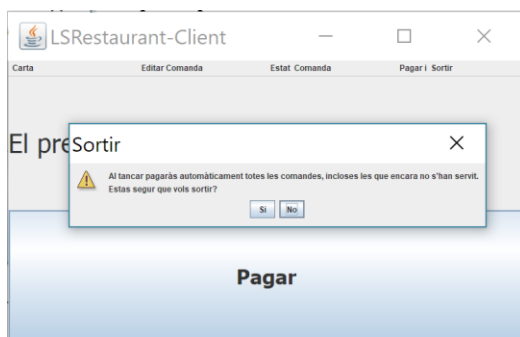 LSRestaurant-Client
Carta Editar Comanda Estat Comanda Pagar i Sortir
El pre
Sortir
Al tancar pagaràs automàticament totes les comandes, incloses les que encara no s'han servit.
Estas segur que vols sortir?
Si No
Pagar